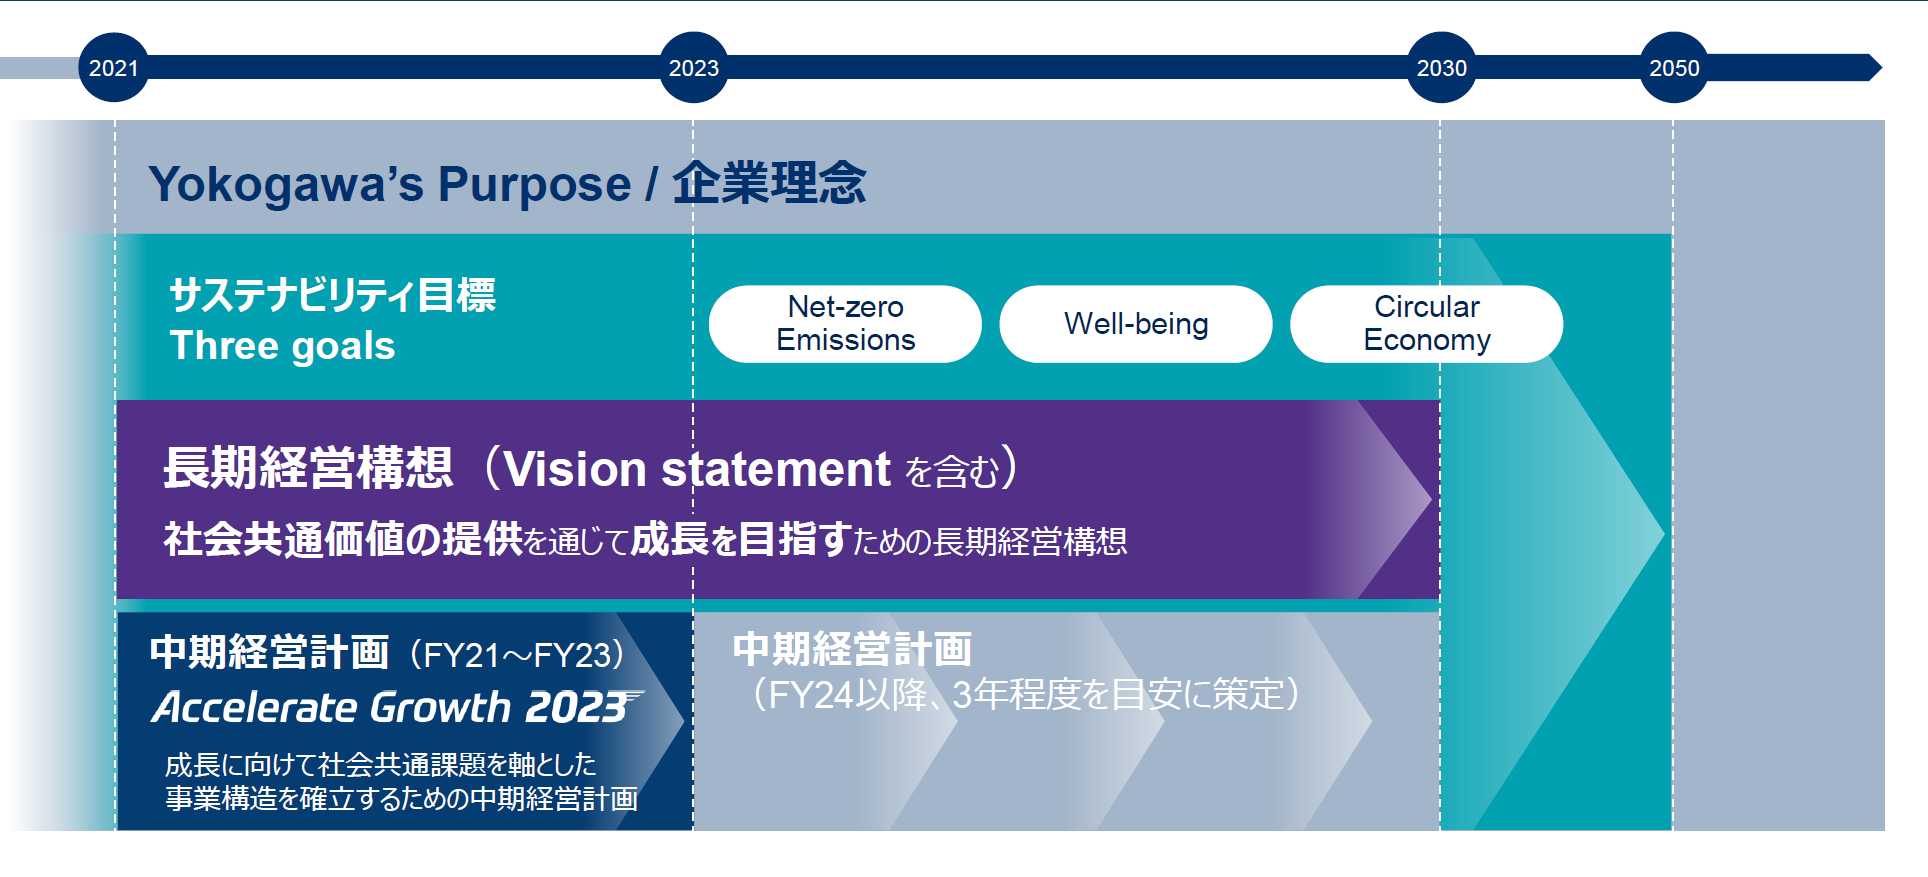 2021
2023
2030
2050
Yokogawa’s Purpose / 企業理念
サステナビリティ目標
Three goals
Net-zero
Emissions
Well-being
Circular
Economy
長期経営構想（Vision statement を含む）
社会共通価値の提供を通じて成長を目指すための長期経営構想
中期経営計画（FY21～FY23）
Accelerate Growth 2023
成長に向けて社会共通課題を軸とした
事業構造を確立するための中期経営計画
中期経営計画
（FY24以降、3年程度を目安に策定）